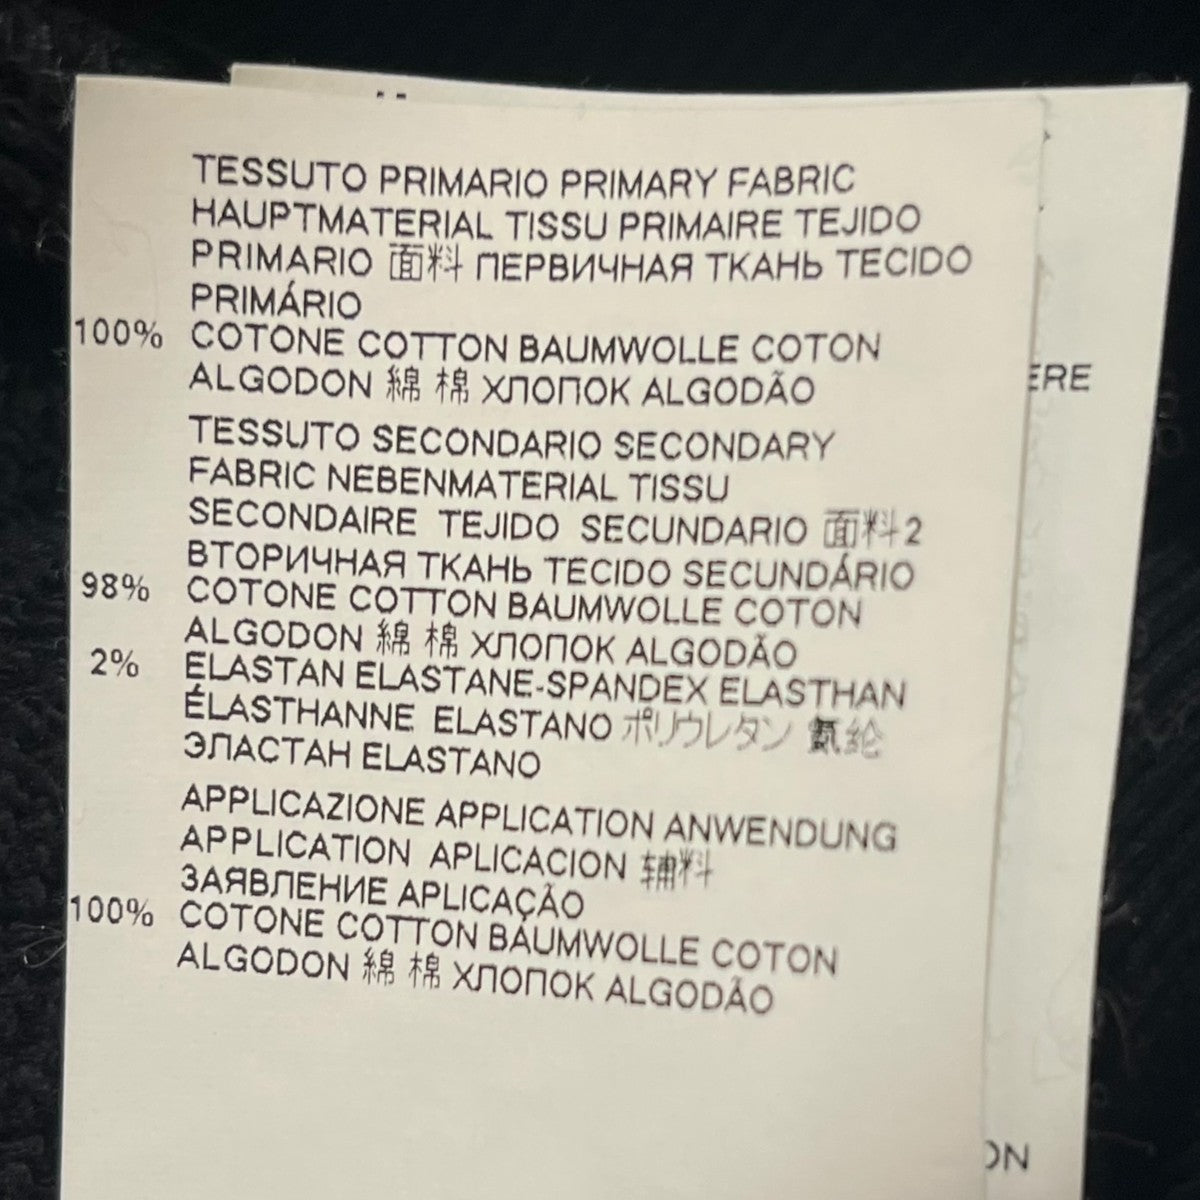 TESSUTO PRIMARIO PRIMARY FABRIC
HAUPTMATERIAL TISSU PRIMAIRE TEJIDO
PRIMARIO 面料 ПЕРВИЧНАЯ ТКАНЬ TECIDO
PRIMÁRIO
100% COTONE COTTON BAUMWOLLE COTON
ALGODON 綿 棉 ХЛОПОК ALGODÃO
TESSUTO SECONDARIO SECONDARY
FABRIC NEBENMATERIAL TISSU
SECONDAIRE TEJIDO SECUNDARIO 面料2
ВТОРИЧНАЯ ТКАНЬ TECIDO SECUNDÁRIO
98% COTONE COTTON BAUMWOLLE COTON
ALGODON 綿 棉 ХЛОПОК ALGODÃO
2% ELASTAN ELASTANE-SPANDEX ELASTHAN
ÉLASTHANNE ELASTANO ポリウレタン 氨纶
ЭЛАСТАН ELASTANO
APPLICAZIONE APPLICATION ANWENDUNG
APPLICATION APLICACION 辅料
ЗАЯВЛЕНИЕ APLICAÇÃO
100% COTONE COTTON BAUMWOLLE COTON
ALGODON 綿 棉 ХЛОПОК ALGODÃO